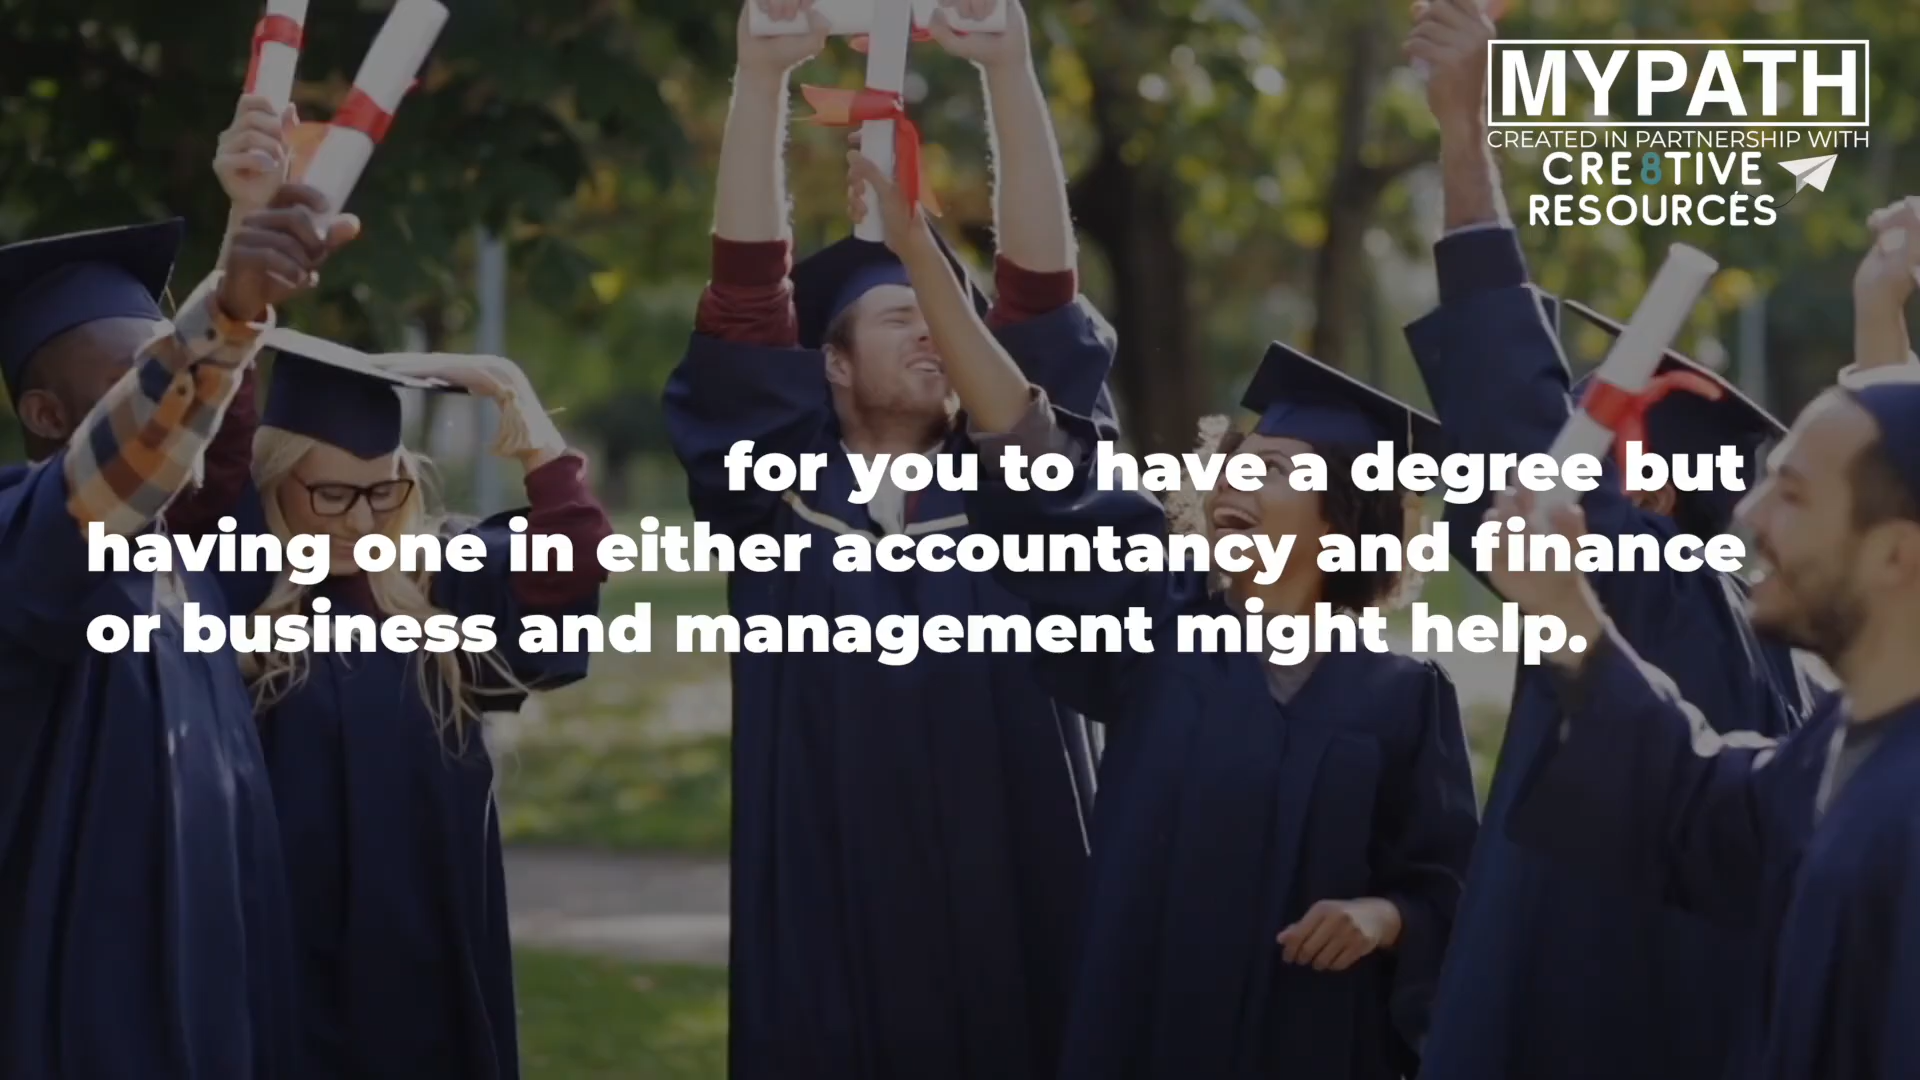 MYPATH
CREATED IN PARTNERSHIP WITH
CRE8TIVE
RESOURCES
for you to have a degree but
having one in either accountancy and finance
or business and management might help.